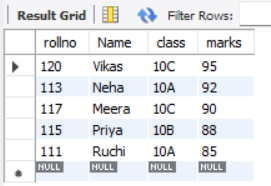 Result Grid Filter Rows:
rollno Name class marks
120 Vikas 10C 95
113 Neha 10A 92
117 Meera 10C 90
115 Priya 10B 88
111 Ruchi 10A 85
NULL NULL NULL NULL